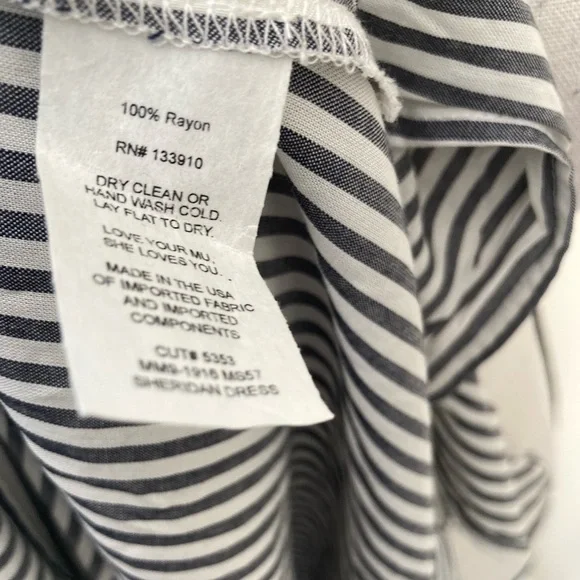 100% Rayon
RN# 133910
DRY CLEAN OR
HAND WASH COLD.
LAY FLAT TO DRY.
LOVE YOUR MU.
SHE LOVES YOU...
MADE IN THE USA
OF IMPORTED FABRIC
AND IMPORTED
COMPONENTS
CUT# 5353
MM9-1916 MS57
SHERIDAN DRESS